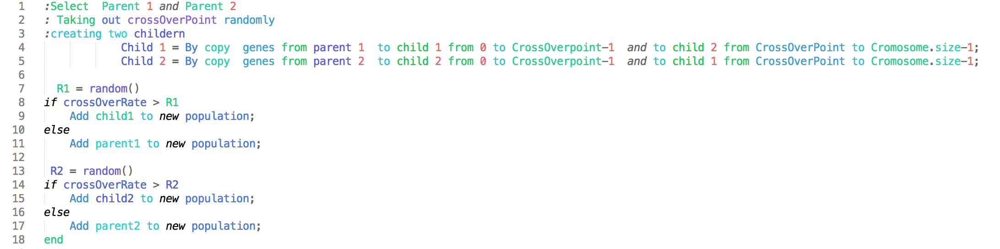 1 :Select  Parent 1 and Parent 2
2 : Taking out crossOverPoint randomly
3 :creating two childern
4 Child 1 = By copy  genes from parent 1  to child 1 from 0 to CrossOverpoint-1  and to child 2 from CrossOverPoint to Cromosome.size-1;
5 Child 2 = By copy  genes from parent 2  to child 2 from 0 to CrossOverpoint-1  and to child 1 from CrossOverPoint to Cromosome.size-1;
6
7 R1 = random()
8 if crossOverRate > R1
9 Add child1 to new population;
10 else
11 Add parent1 to new population;
12
13 R2 = random()
14 if crossOverRate > R2
15 Add child2 to new population;
16 else
17 Add parent2 to new population;
18 end